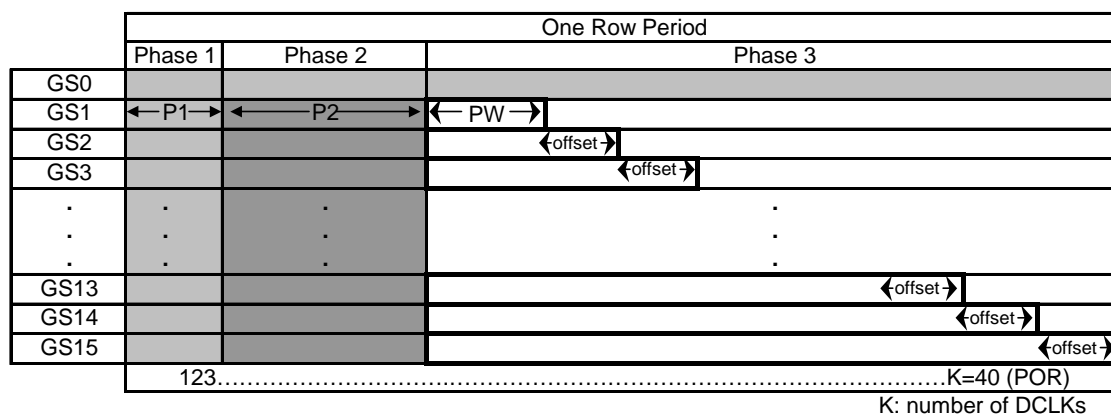 One Row Period
Phase 1 Phase 2 Phase 3
GS0
GS1 P1 P2 PW
GS2 offset
GS3 offset
. . . .
. . . .
. . . .
GS13 offset
GS14 offset
GS15 offset
123……………………………………………………………………………K=40 (POR)
K: number of DCLKs